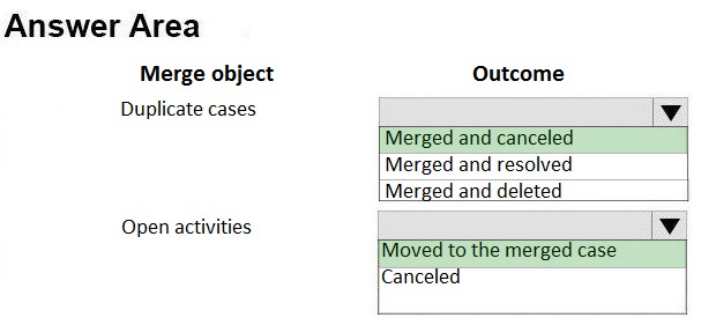 Answer Area
Merge object Outcome
Duplicate cases
Merged and canceled
Merged and resolved
Merged and deleted
Open activities
Moved to the merged case
Canceled